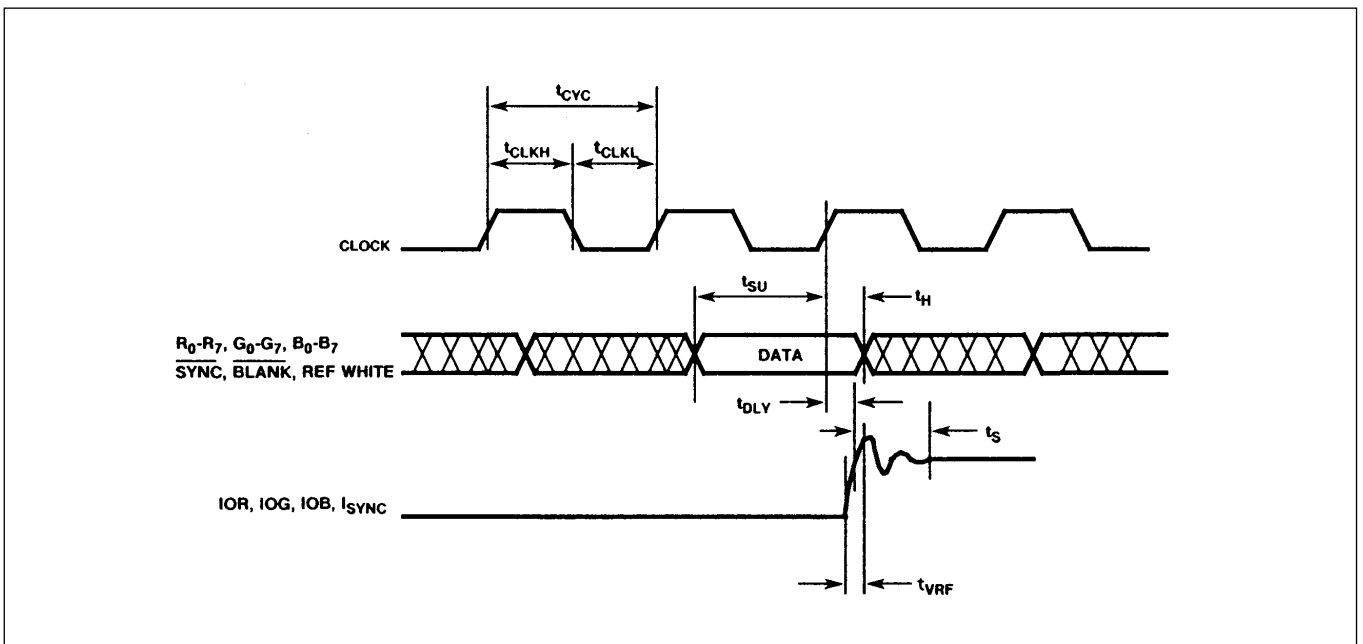 tCYC
tCLKH tCLKL
CLOCK
tSU tH
R0-R7, G0-G7, B0-B7
SYNC, BLANK, REF WHITE
DATA
tDLY
tS
IOR, IOG, IOB, ISYNC
tVRF